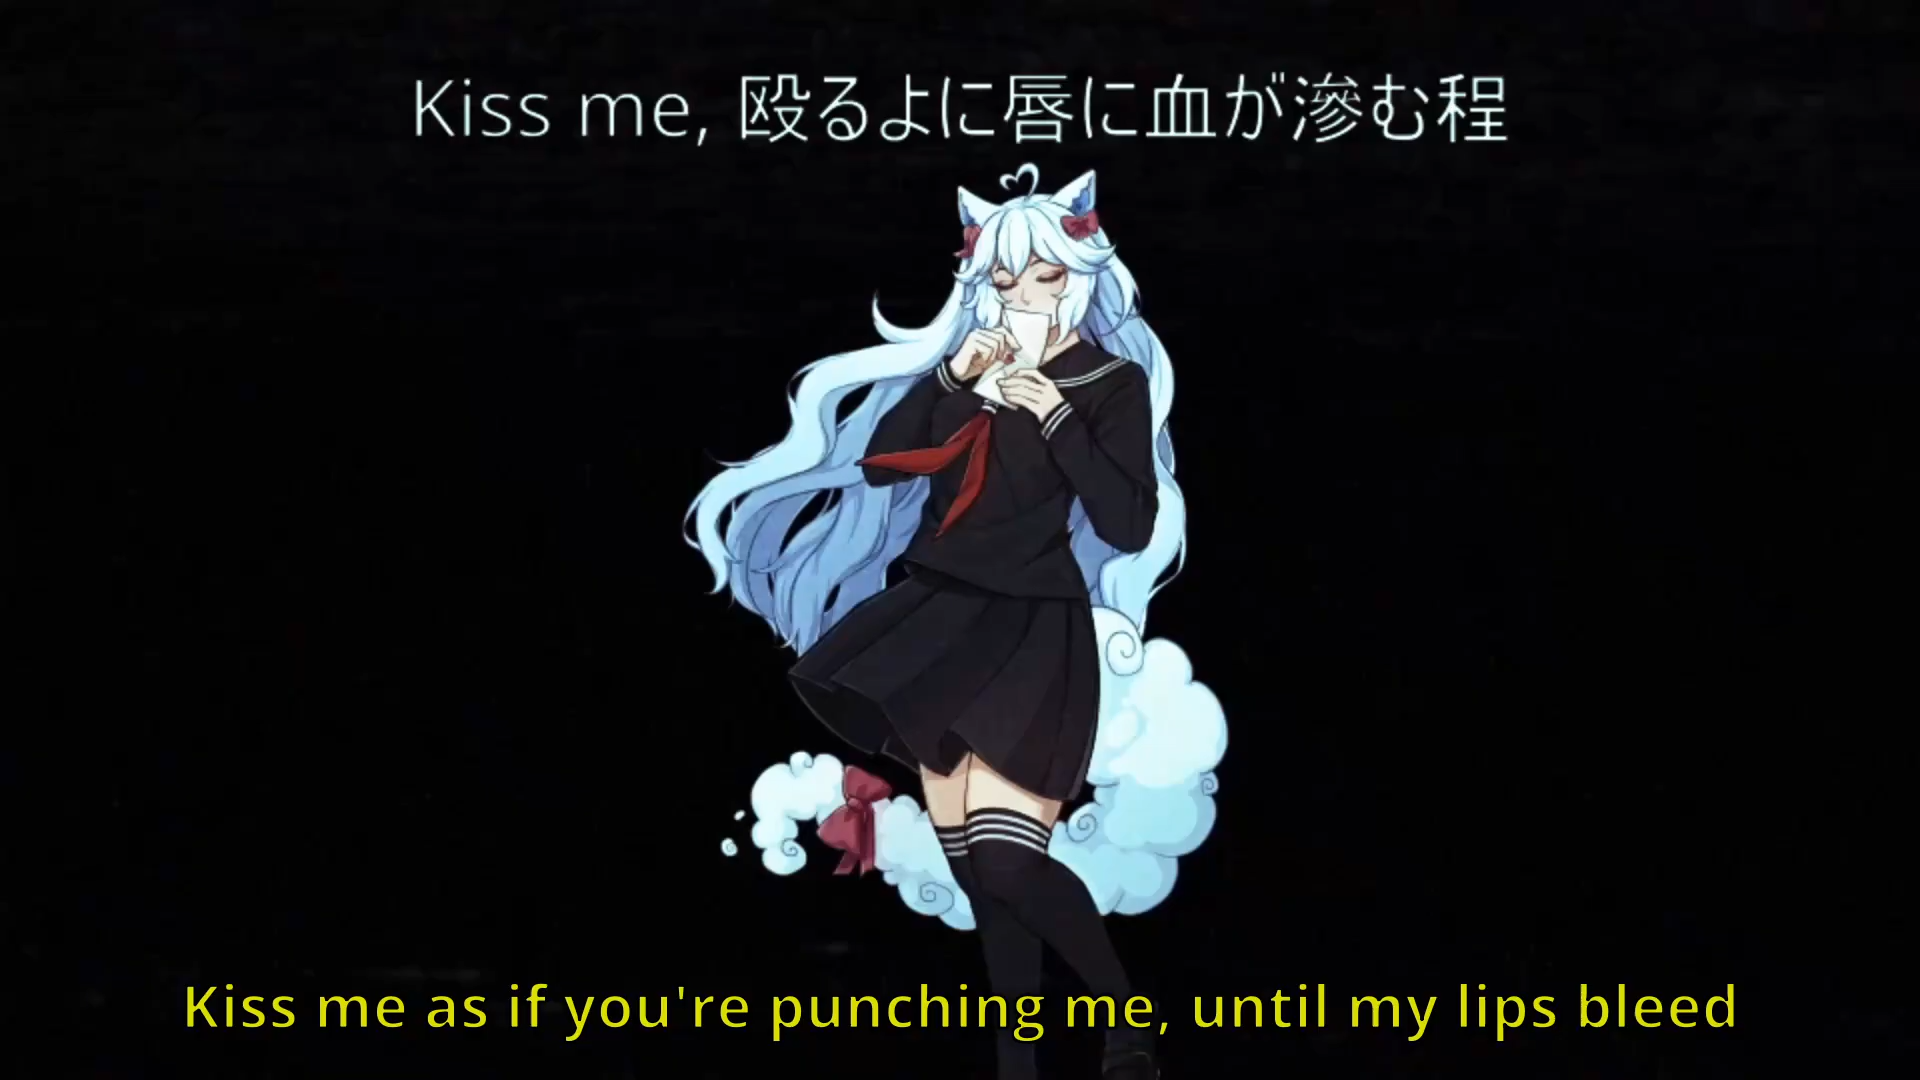 Kiss me, 殴るよに唇に血が滲む程
Kiss me as if you're punching me, until my lips bleed